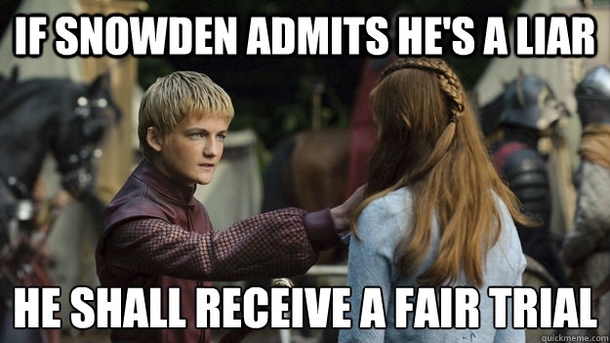 IF SNOWDEN ADMITS HE'S A LIAR
HE SHALL RECEIVE A FAIR TRIAL
quickmeme.com